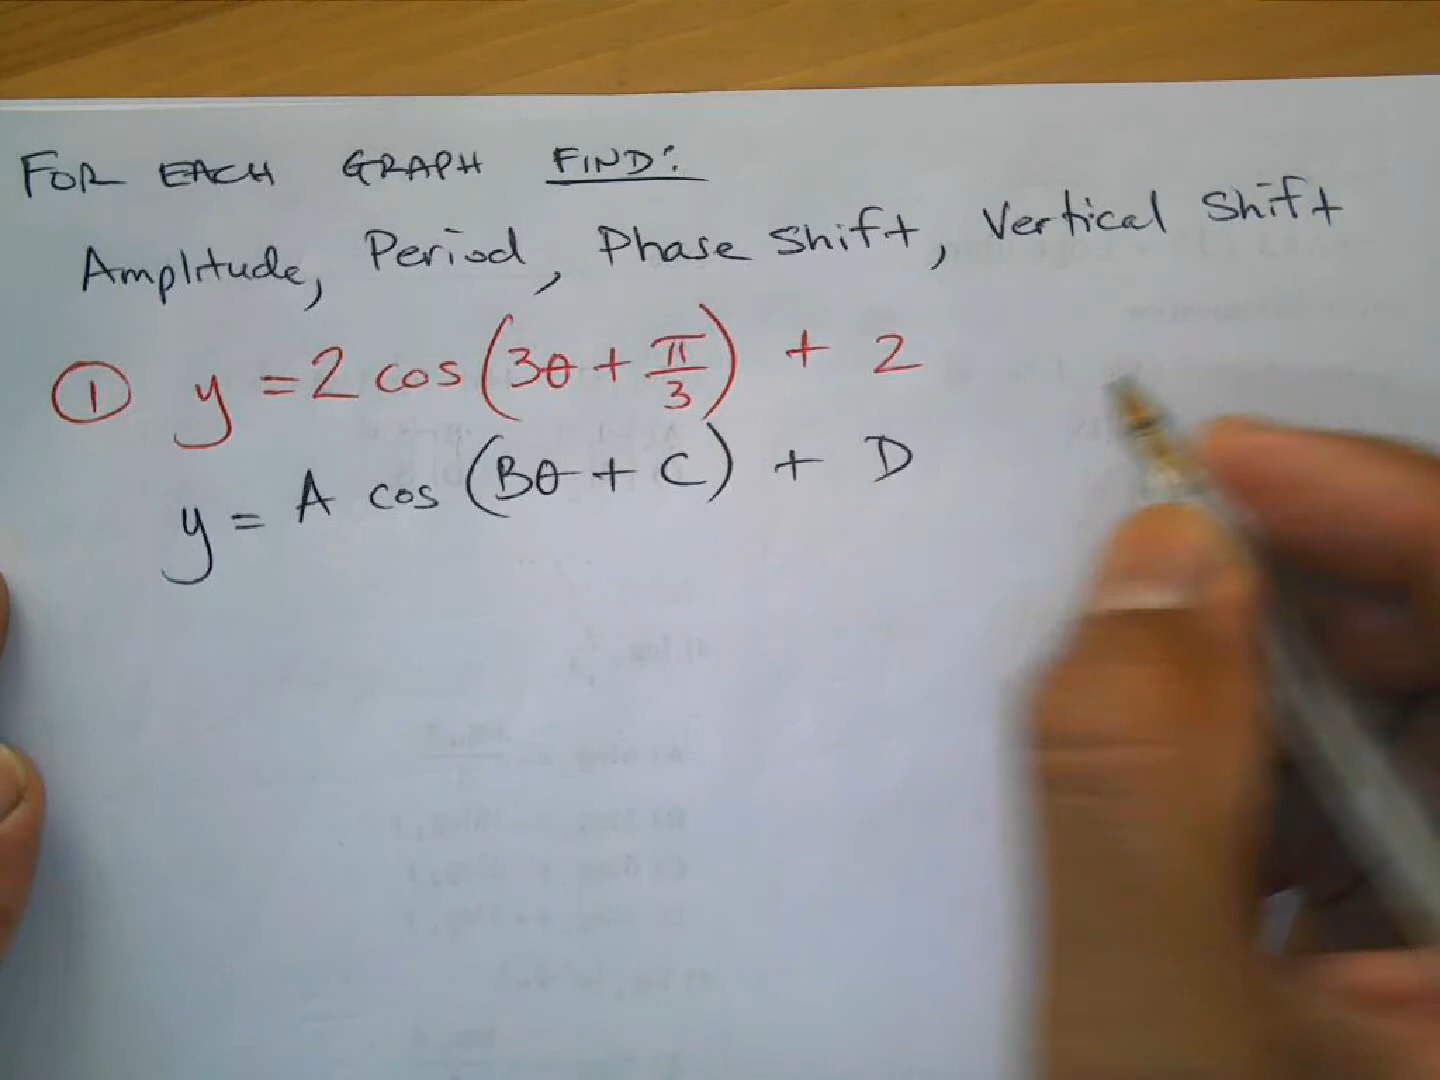 FOR EACH GRAPH FIND:
Amplitude, Period, Phase Shift, Vertical Shift
① y = 2 cos(3θ + π/3) + 2
y = A cos(Bθ + C) + D